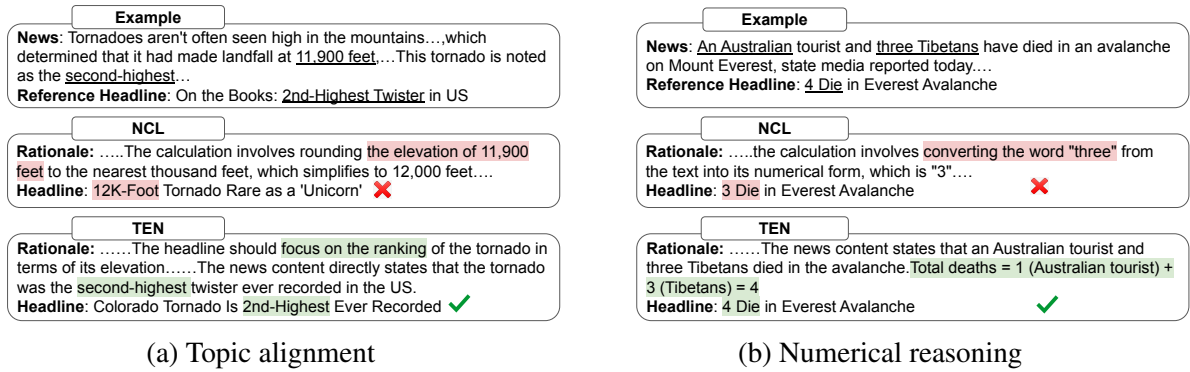 Example
News: Tornadoes aren't often seen high in the mountains…,which
determined that it had made landfall at 11,900 feet,…This tornado is noted
as the second-highest…
Reference Headline: On the Books: 2nd-Highest Twister in US
NCL
Rationale: …..The calculation involves rounding the elevation of 11,900
feet to the nearest thousand feet, which simplifies to 12,000 feet….
Headline: 12K-Foot Tornado Rare as a 'Unicorn'
TEN
Rationale: ……The headline should focus on the ranking of the tornado in
terms of its elevation……The news content directly states that the tornado
was the second-highest twister ever recorded in the US.
Headline: Colorado Tornado Is 2nd-Highest Ever Recorded
(a) Topic alignment
Example
News: An Australian tourist and three Tibetans have died in an avalanche
on Mount Everest, state media reported today.…
Reference Headline: 4 Die in Everest Avalanche
NCL
Rationale: …..the calculation involves converting the word "three" from
the text into its numerical form, which is "3"….
Headline: 3 Die in Everest Avalanche
TEN
Rationale: ……The news content states that an Australian tourist and
three Tibetans died in the avalanche.Total deaths = 1 (Australian tourist) +
3 (Tibetans) = 4
Headline: 4 Die in Everest Avalanche
(b) Numerical reasoning